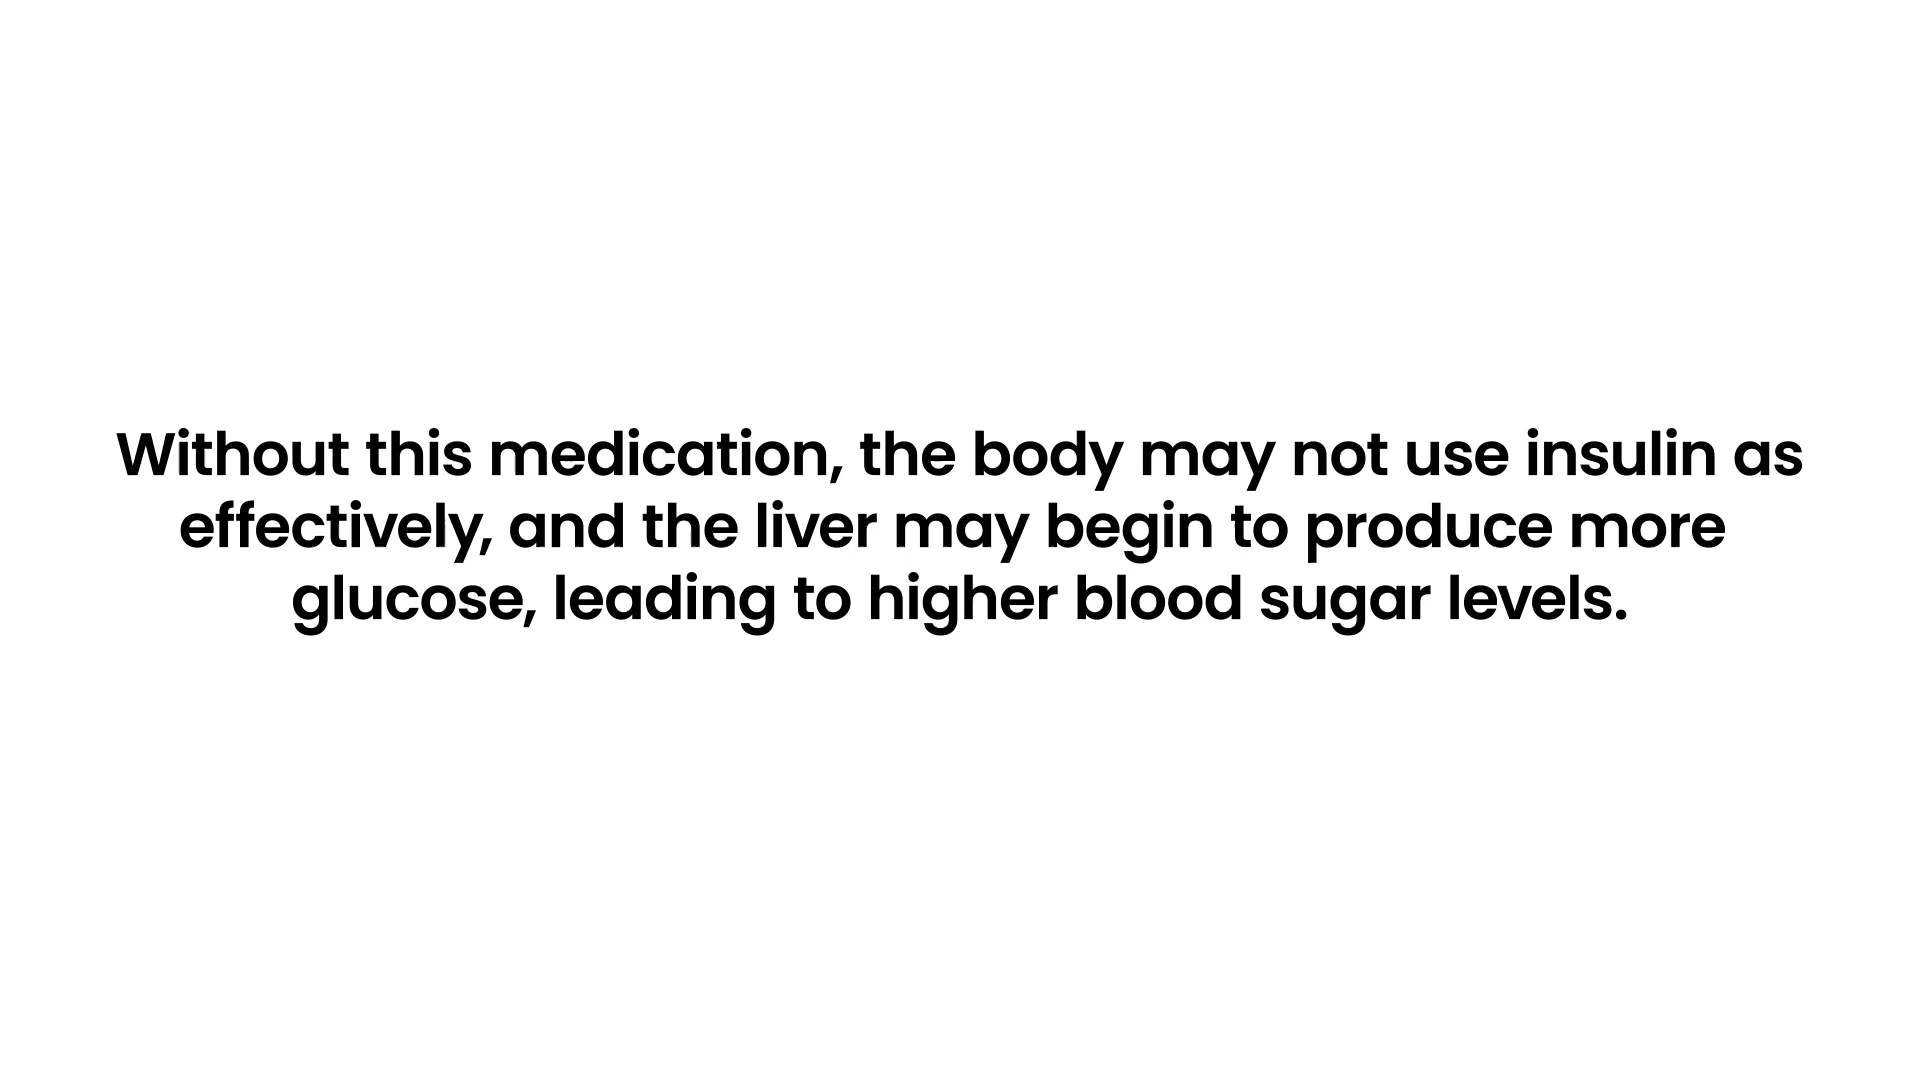 Without this medication, the body may not use insulin as
effectively, and the liver may begin to produce more
glucose, leading to higher blood sugar levels.